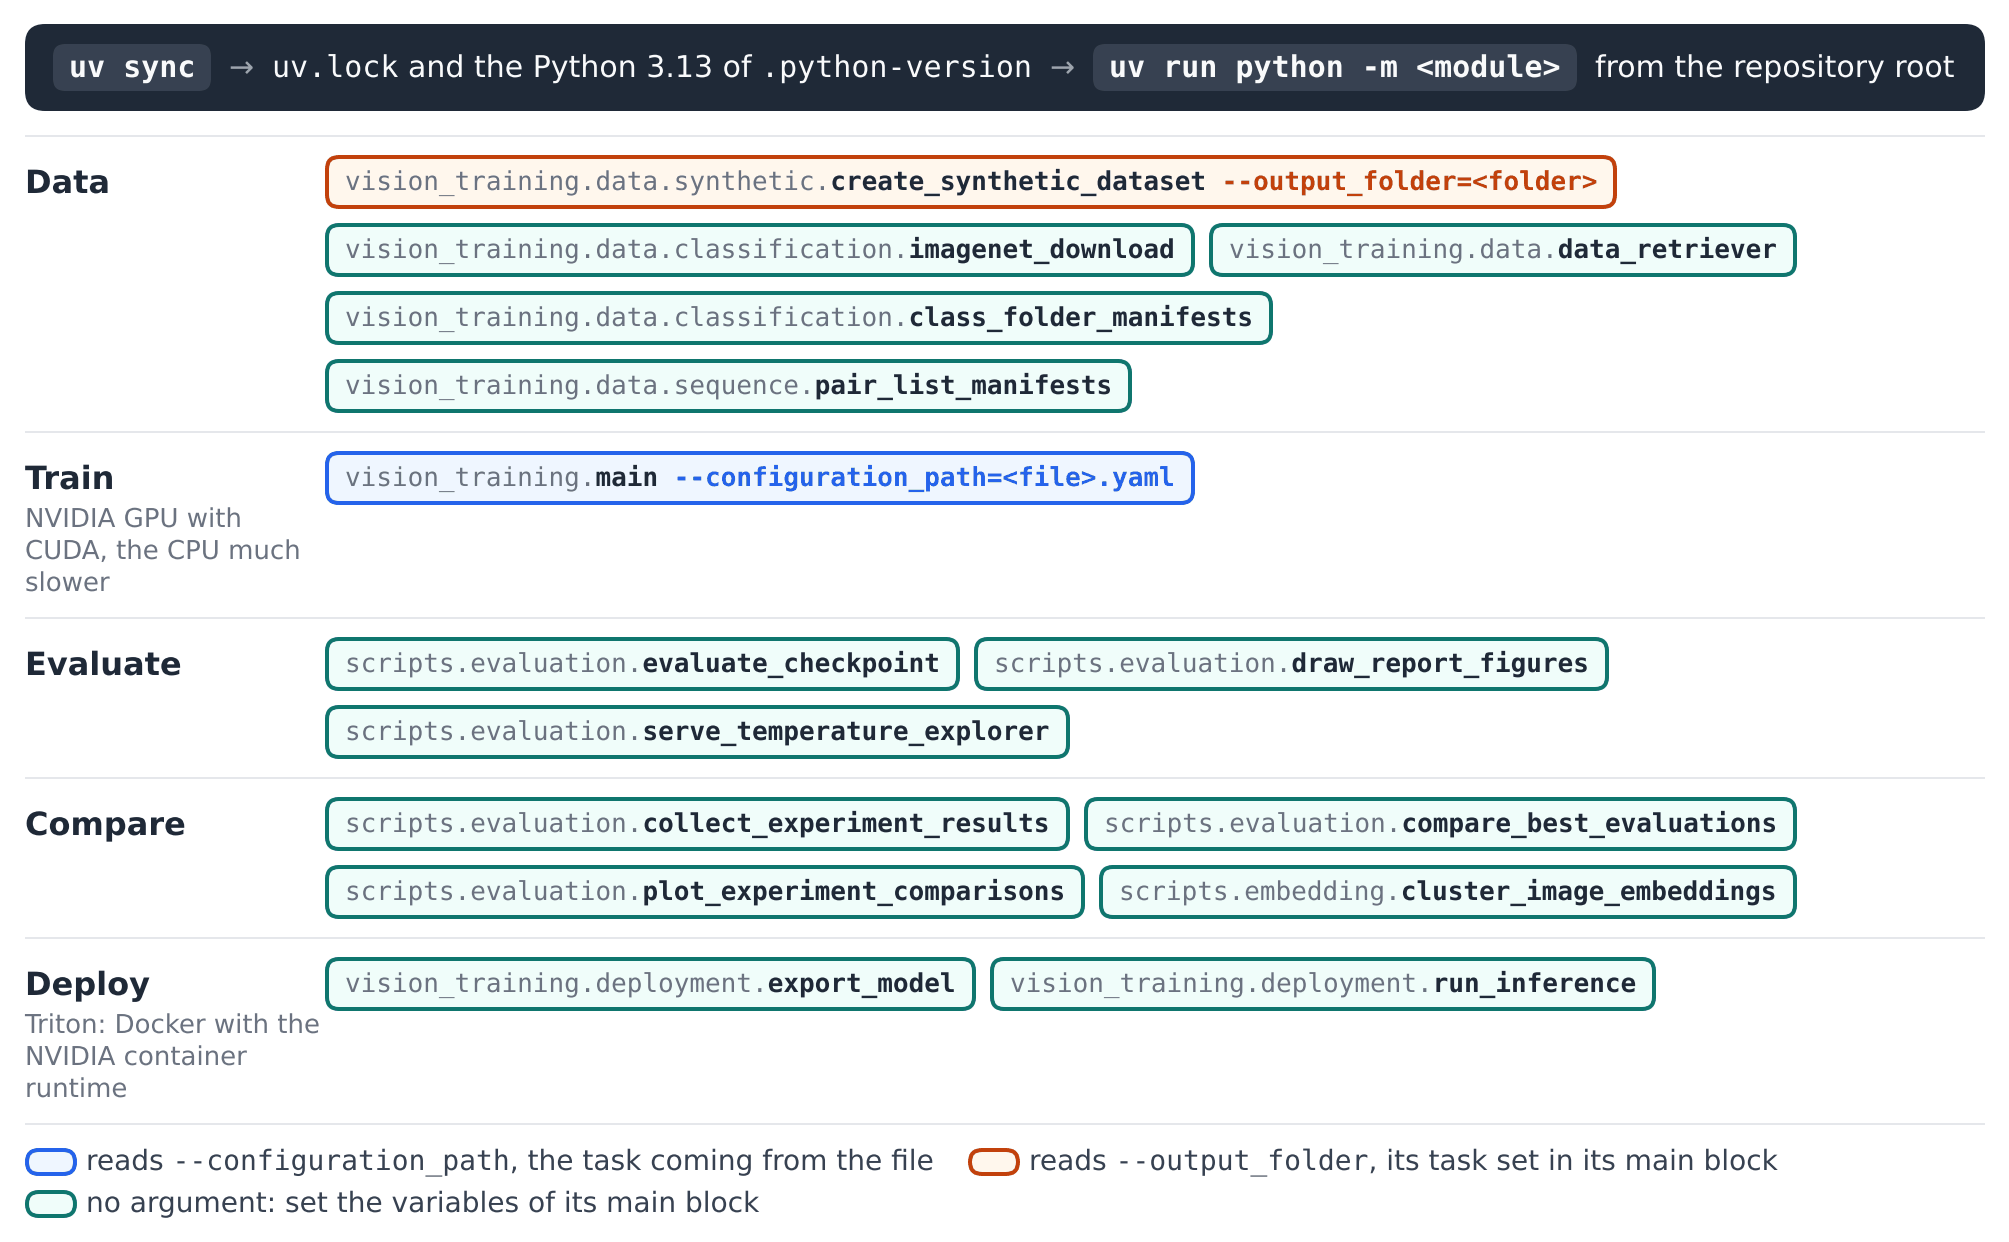 uv sync → uv.lock and the Python 3.13 of .python-version → uv run python -m <module> from the repository root
Data
vision_training.data.synthetic.create_synthetic_dataset --output_folder=<folder>
vision_training.data.classification.imagenet_download vision_training.data.data_retriever
vision_training.data.classification.class_folder_manifests
vision_training.data.sequence.pair_list_manifests
Train
vision_training.main --configuration_path=<file>.yaml
NVIDIA GPU with
CUDA, the CPU much
slower
Evaluate
scripts.evaluation.evaluate_checkpoint scripts.evaluation.draw_report_figures
scripts.evaluation.serve_temperature_explorer
Compare
scripts.evaluation.collect_experiment_results scripts.evaluation.compare_best_evaluations
scripts.evaluation.plot_experiment_comparisons scripts.embedding.cluster_image_embeddings
Deploy
vision_training.deployment.export_model vision_training.deployment.run_inference
Triton: Docker with the
NVIDIA container
runtime
reads --configuration_path, the task coming from the file reads --output_folder, its task set in its main block
no argument: set the variables of its main block